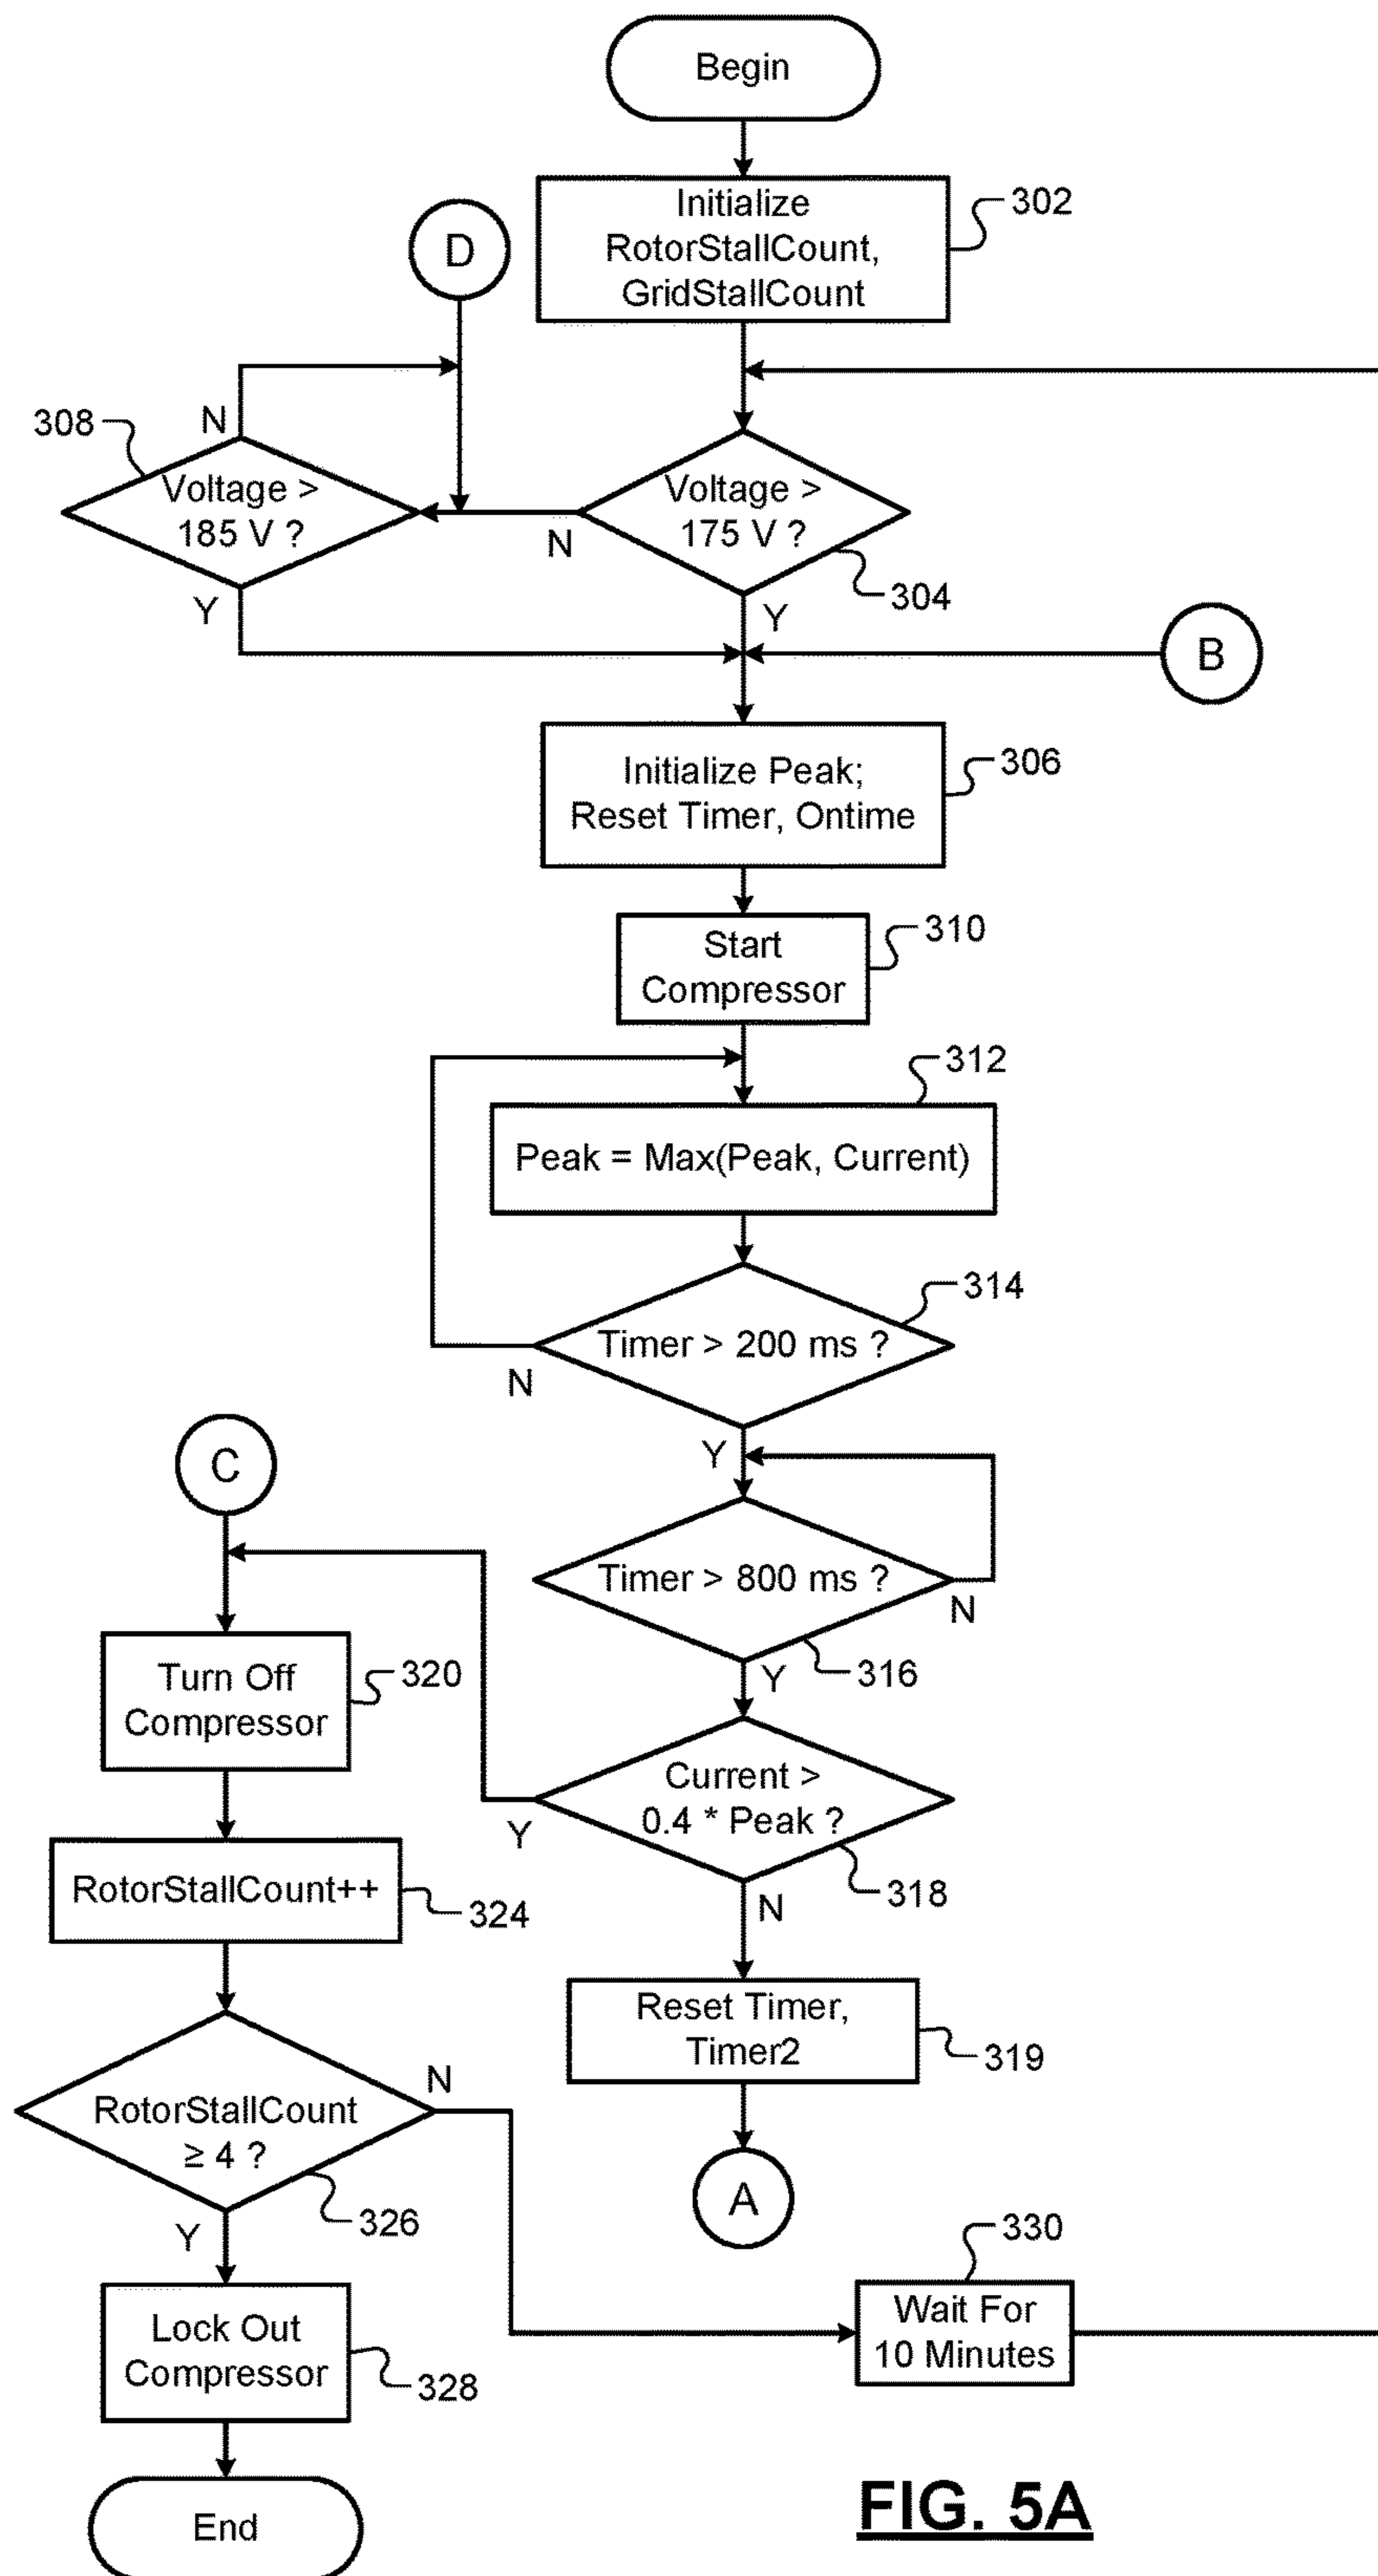 Begin
Initialize
RotorStallCount,
GridStallCount
302
D
308
N
Voltage >
185 V ?
Y
Voltage >
175 V ?
N
304
Y
B
Initialize Peak;
Reset Timer, Ontime
306
Start
Compressor
310
312
Peak = Max(Peak, Current)
314
Timer > 200 ms ?
N
Y
C
Timer > 800 ms ?
N
316
Y
Turn Off
Compressor
320
Current >
0.4 * Peak ?
Y
318
N
RotorStallCount++
324
Reset Timer,
Timer2
319
A
RotorStallCount
≥ 4 ?
N
326
Y
330
Wait For
10 Minutes
Lock Out
Compressor
328
End
FIG. 5A